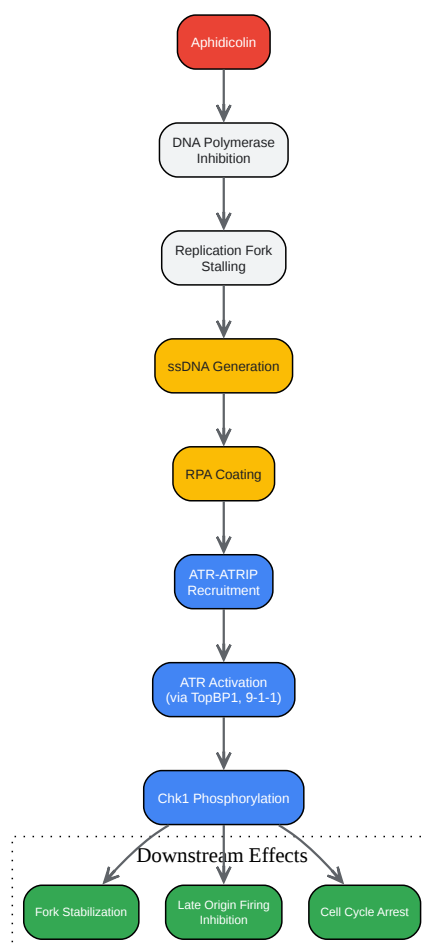 Aphidicolin
DNA Polymerase
Inhibition
Replication Fork
Stalling
ssDNA Generation
RPA Coating
ATR-ATRIP
Recruitment
ATR Activation
(via TopBP1, 9-1-1)
Chk1 Phosphorylation
Downstream Effects
Fork Stabilization
Late Origin Firing
Inhibition
Cell Cycle Arrest